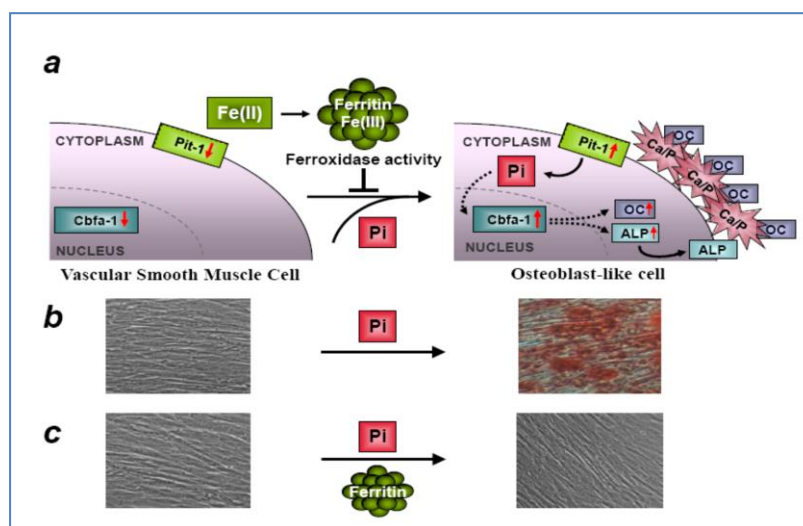 a
Fe(II)
Ferritin
Fe(III)
Ferroxidase activity
CYTOPLASM
Pit-1
Cbfa-1
NUCLEUS
Vascular Smooth Muscle Cell
Pi
CYTOPLASM
Pit-1
Pi
Cbfa-1
OC
ALP
NUCLEUS
ALP
Ca/P
OC
Ca/P
OC
Ca/P
OC
Osteoblast-like cell
b
Pi
c
Pi
Ferritin